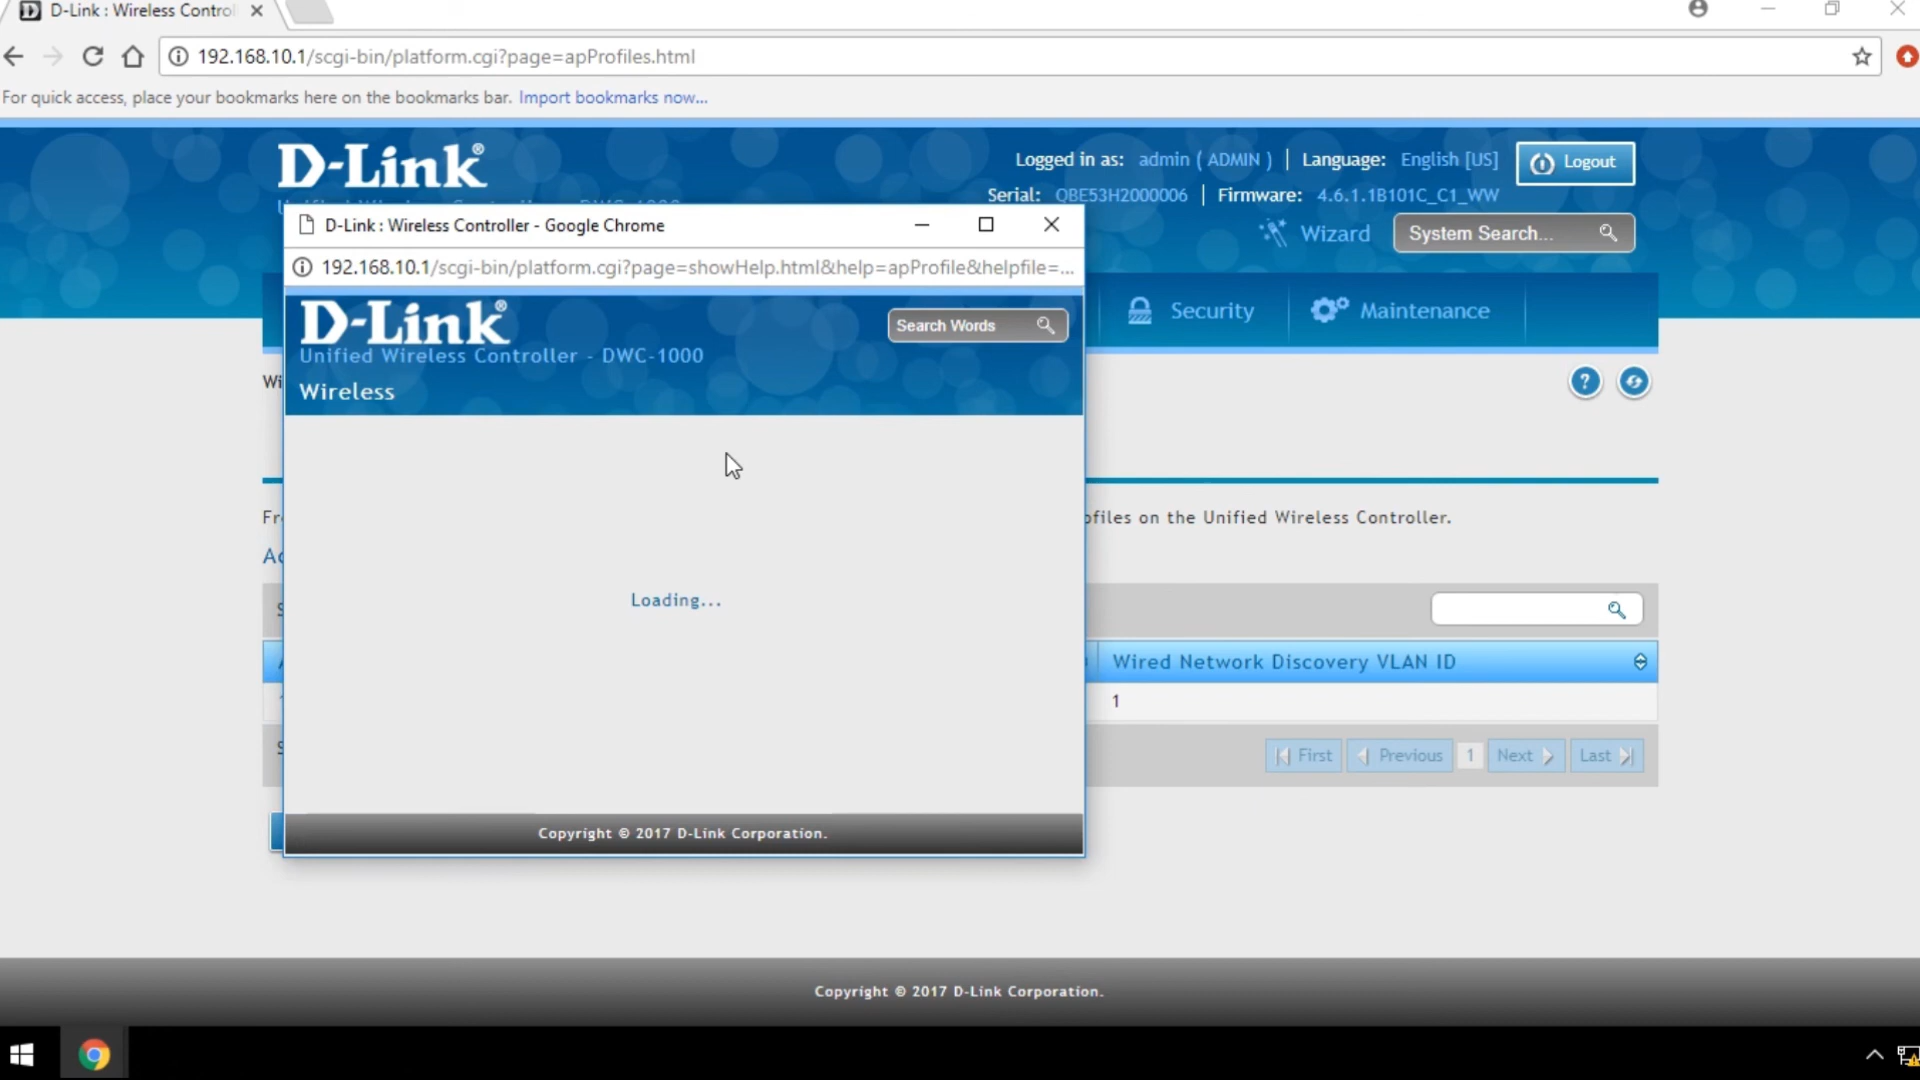 D-Link : Wireless Control
192.168.10.1/scgi-bin/platform.cgi?page=apProfiles.html
For quick access, place your bookmarks here on the bookmarks bar. Import bookmarks now...
D-Link®
Logged in as: admin ( ADMIN ) | Language: English [US]
Logout
Serial: QBE53H2000006 | Firmware: 4.6.1.1B101C_C1_WW
Wizard
System Search...
Security
Maintenance
D-Link : Wireless Controller - Google Chrome
192.168.10.1/scgi-bin/platform.cgi?page=showHelp.html&help=apProfile&helpfile=...
D-Link®
Search Words
Unified Wireless Controller - DWC-1000
Wireless
Loading...
Copyright © 2017 D-Link Corporation.
on the Unified Wireless Controller.
Wired Network Discovery VLAN ID
1
First Previous 1 Next Last
Copyright © 2017 D-Link Corporation.